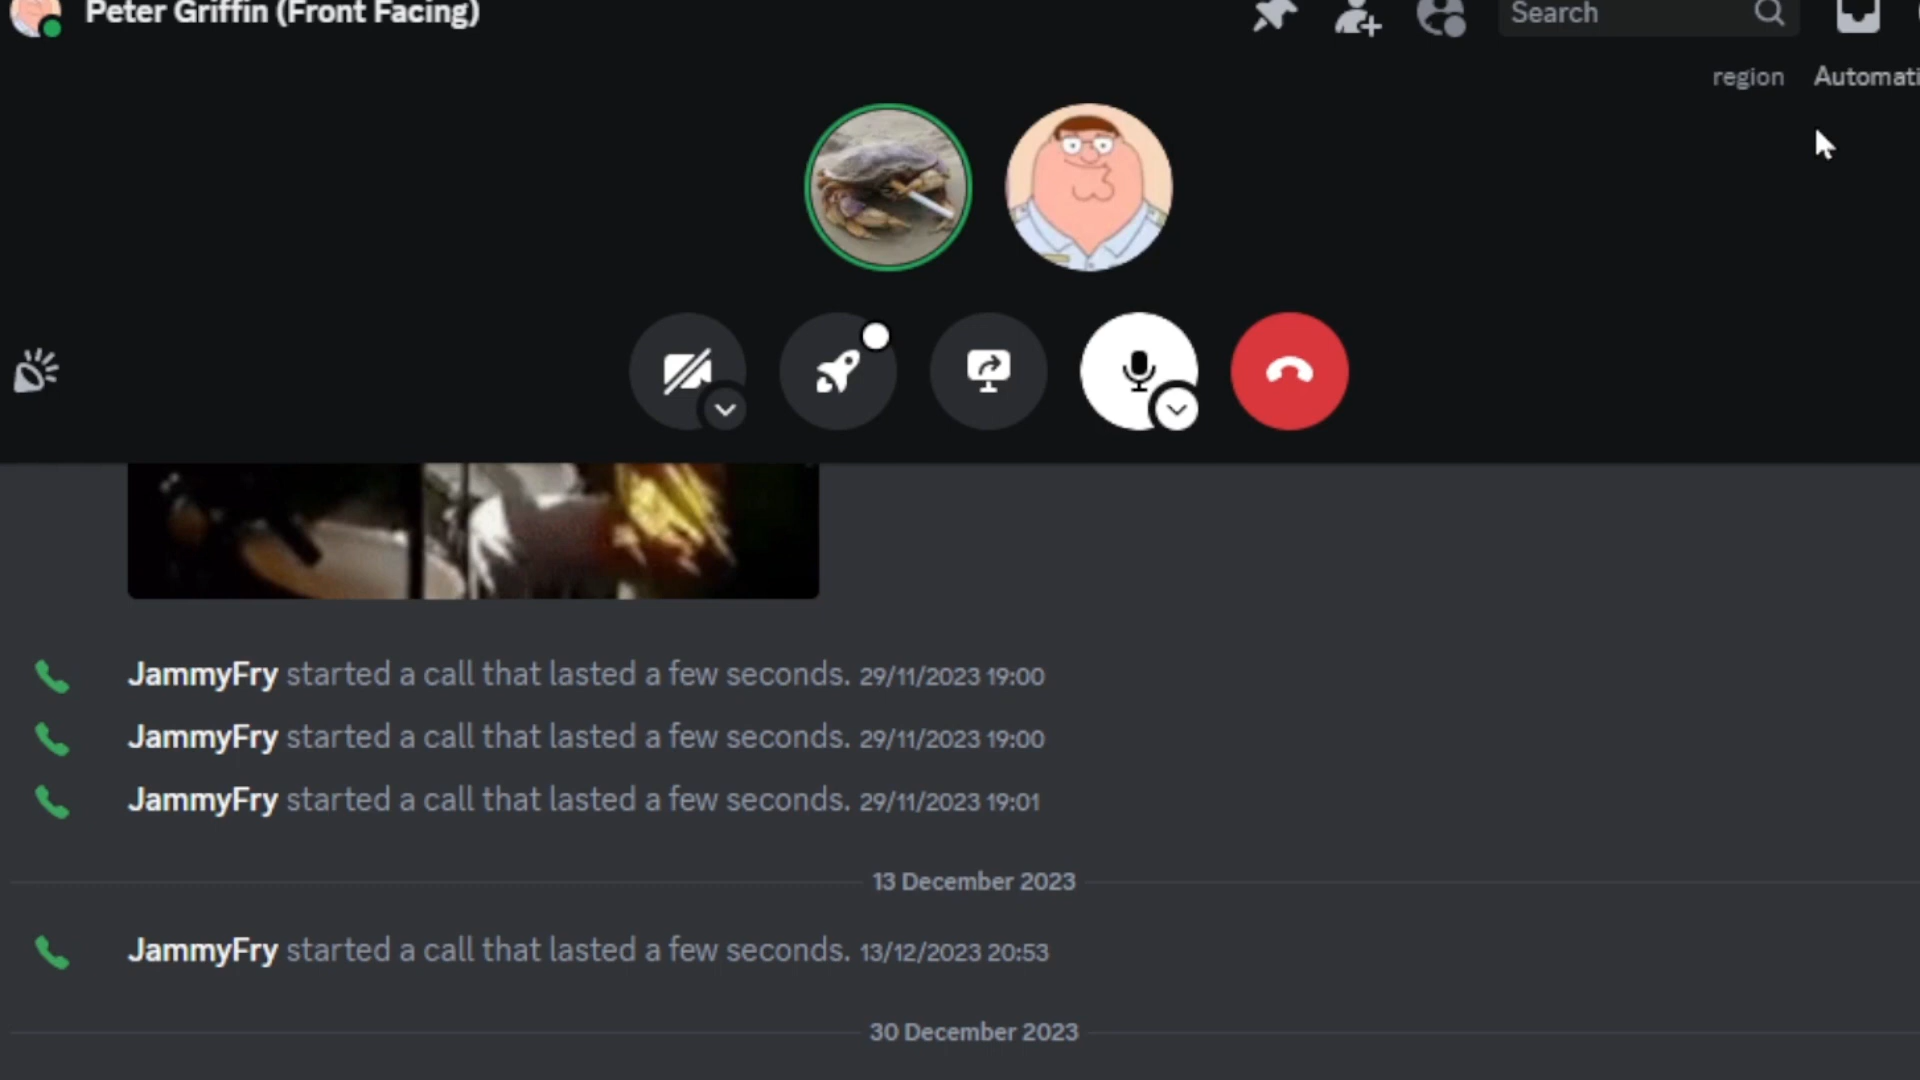 Peter Griffin (Front Facing)
Search
region Automati
JammyFry started a call that lasted a few seconds. 29/11/2023 19:00
JammyFry started a call that lasted a few seconds. 29/11/2023 19:00
JammyFry started a call that lasted a few seconds. 29/11/2023 19:01
13 December 2023
JammyFry started a call that lasted a few seconds. 13/12/2023 20:53
30 December 2023